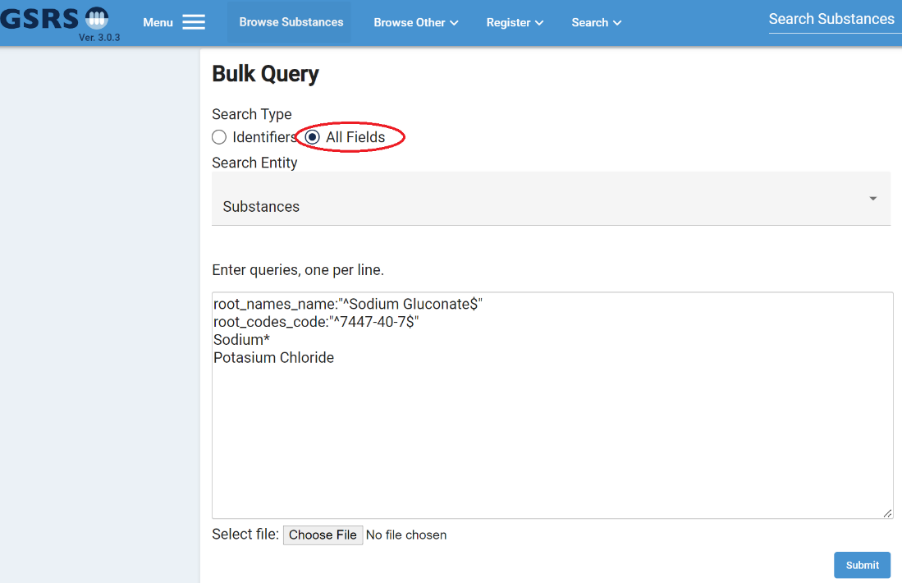 GSRS
Ver. 3.0.3
Menu Browse Substances Browse Other Register Search Search Substances
Bulk Query
Search Type
Identifiers All Fields
Search Entity
Substances
Enter queries, one per line.
root_names_name:"^Sodium Gluconate$"
root_codes_code:"^7447-40-7$"
Sodium*
Potasium Chloride
Select file: Choose File No file chosen
Submit